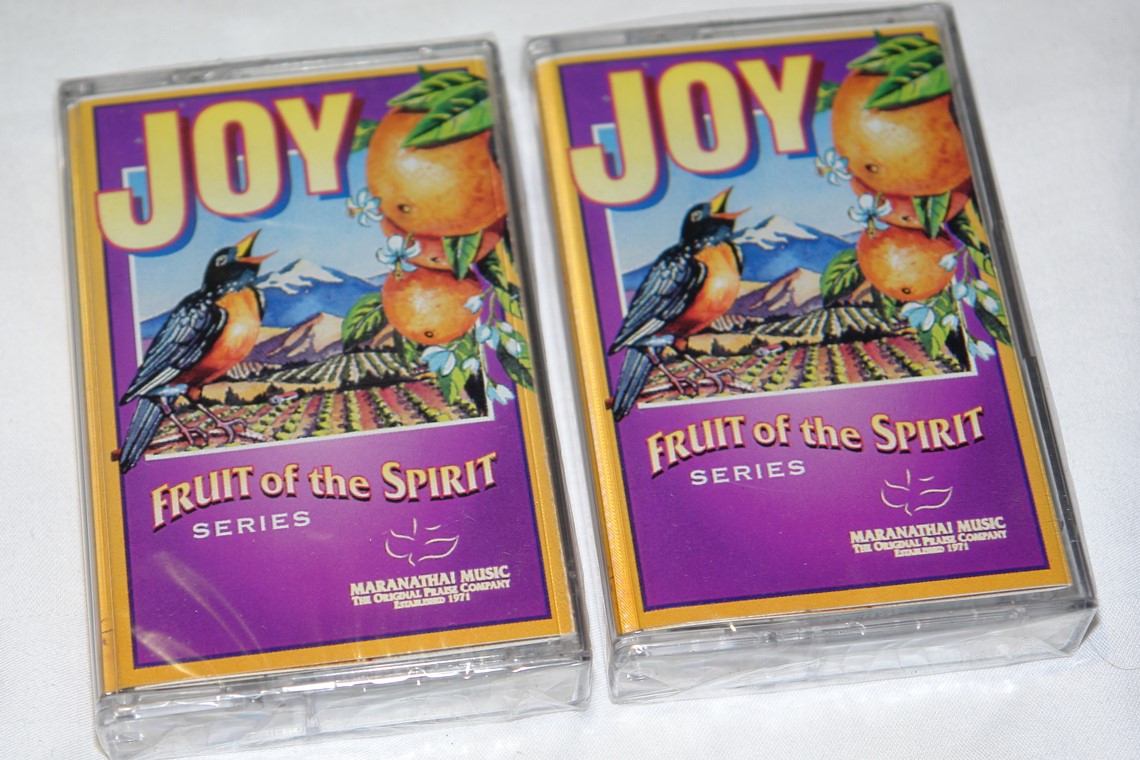 JOY
FRUIT of the SPIRIT
SERIES
MARANATHA! MUSIC
THE ORIGINAL PRAISE COMPANY
ESTABLISHED 1971
JOY
FRUIT of the SPIRIT
SERIES
MARANATHA! MUSIC
THE ORIGINAL PRAISE COMPANY
ESTABLISHED 1971